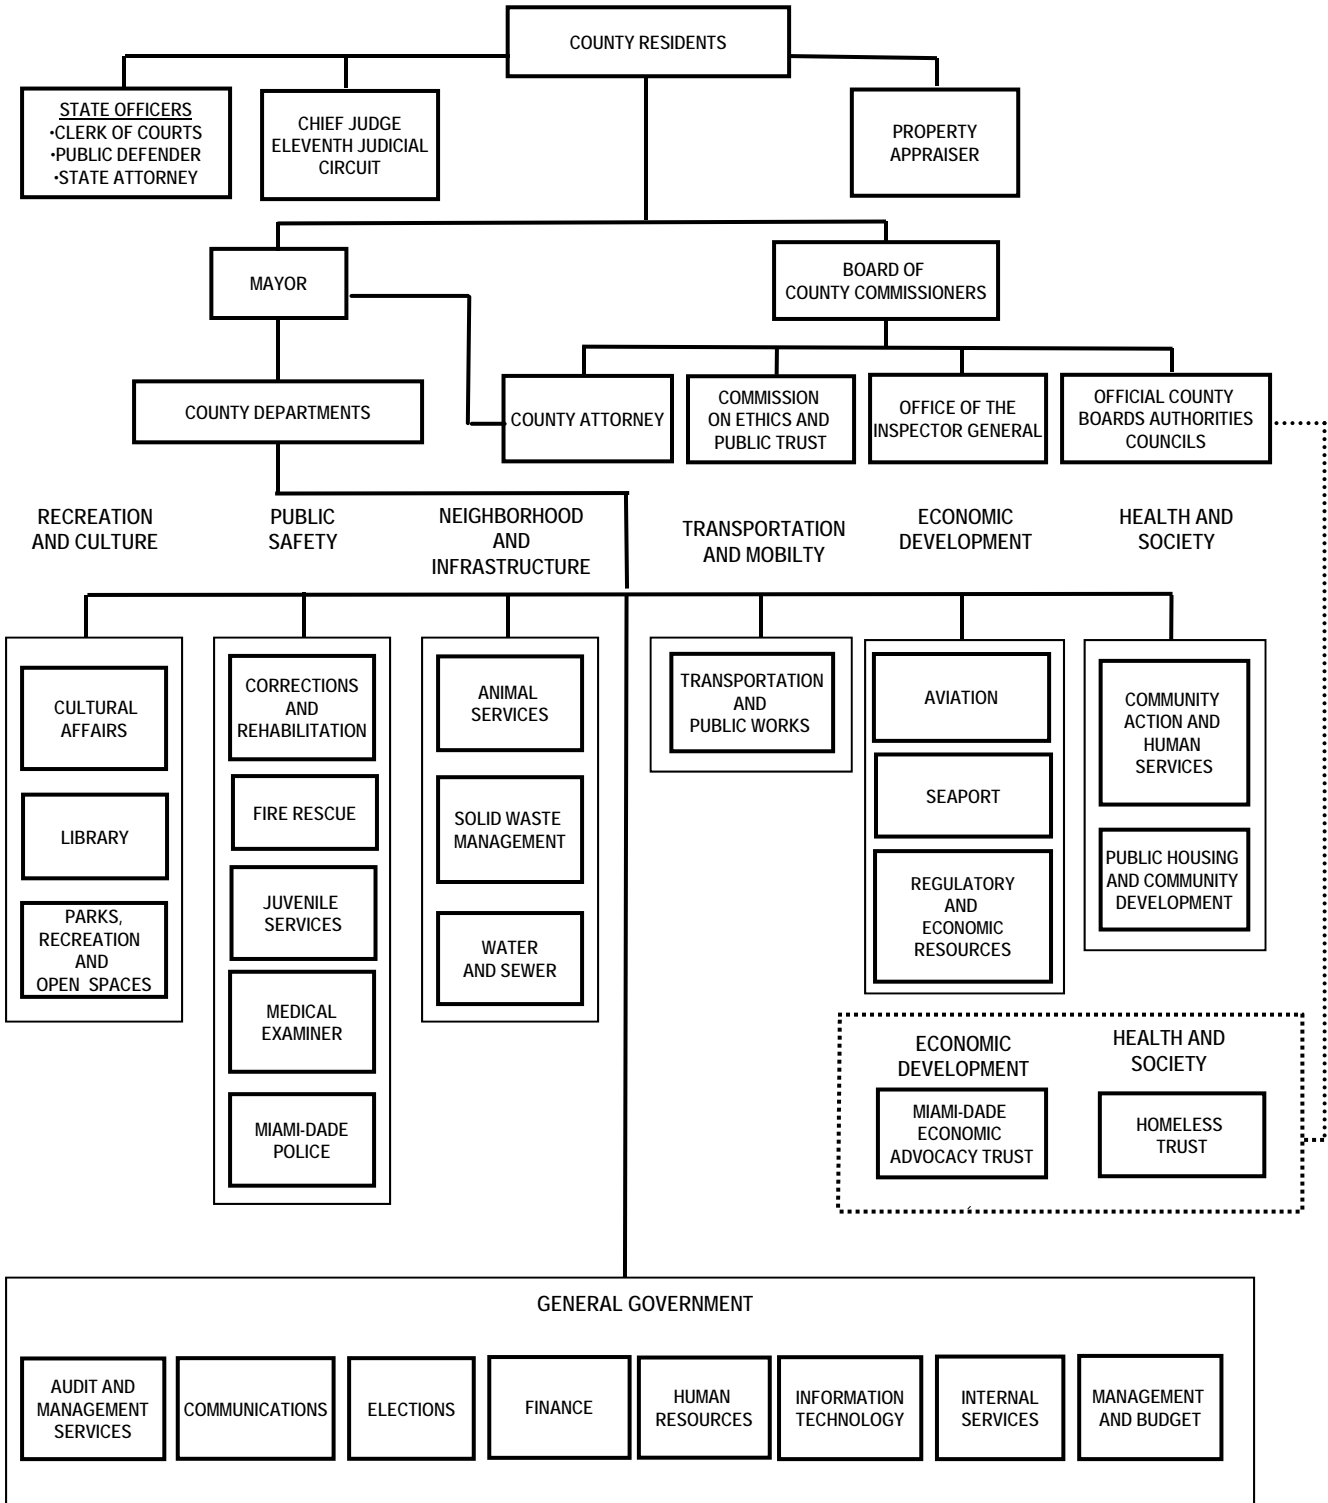 COUNTY RESIDENTS
STATE OFFICERS
•CLERK OF COURTS
•PUBLIC DEFENDER
•STATE ATTORNEY
CHIEF JUDGE
ELEVENTH JUDICIAL
CIRCUIT
PROPERTY
APPRAISER
MAYOR
BOARD OF
COUNTY COMMISSIONERS
COUNTY DEPARTMENTS
COUNTY ATTORNEY
COMMISSION
ON ETHICS AND
PUBLIC TRUST
OFFICE OF THE
INSPECTOR GENERAL
OFFICIAL COUNTY
BOARDS AUTHORITIES
COUNCILS
RECREATION
AND CULTURE
PUBLIC
SAFETY
NEIGHBORHOOD
AND
INFRASTRUCTURE
TRANSPORTATION
AND MOBILTY
ECONOMIC
DEVELOPMENT
HEALTH AND
SOCIETY
CULTURAL
AFFAIRS
LIBRARY
PARKS,
RECREATION
AND
OPEN SPACES
CORRECTIONS
AND
REHABILITATION
FIRE RESCUE
JUVENILE
SERVICES
MEDICAL
EXAMINER
MIAMI-DADE
POLICE
ANIMAL
SERVICES
SOLID WASTE
MANAGEMENT
WATER
AND SEWER
TRANSPORTATION
AND
PUBLIC WORKS
AVIATION
SEAPORT
REGULATORY
AND
ECONOMIC
RESOURCES
COMMUNITY
ACTION AND
HUMAN
SERVICES
PUBLIC HOUSING
AND COMMUNITY
DEVELOPMENT
ECONOMIC
DEVELOPMENT
MIAMI-DADE
ECONOMIC
ADVOCACY TRUST
HEALTH AND
SOCIETY
HOMELESS
TRUST
GENERAL GOVERNMENT
AUDIT AND
MANAGEMENT
SERVICES
COMMUNICATIONS
ELECTIONS
FINANCE
HUMAN
RESOURCES
INFORMATION
TECHNOLOGY
INTERNAL
SERVICES
MANAGEMENT
AND BUDGET